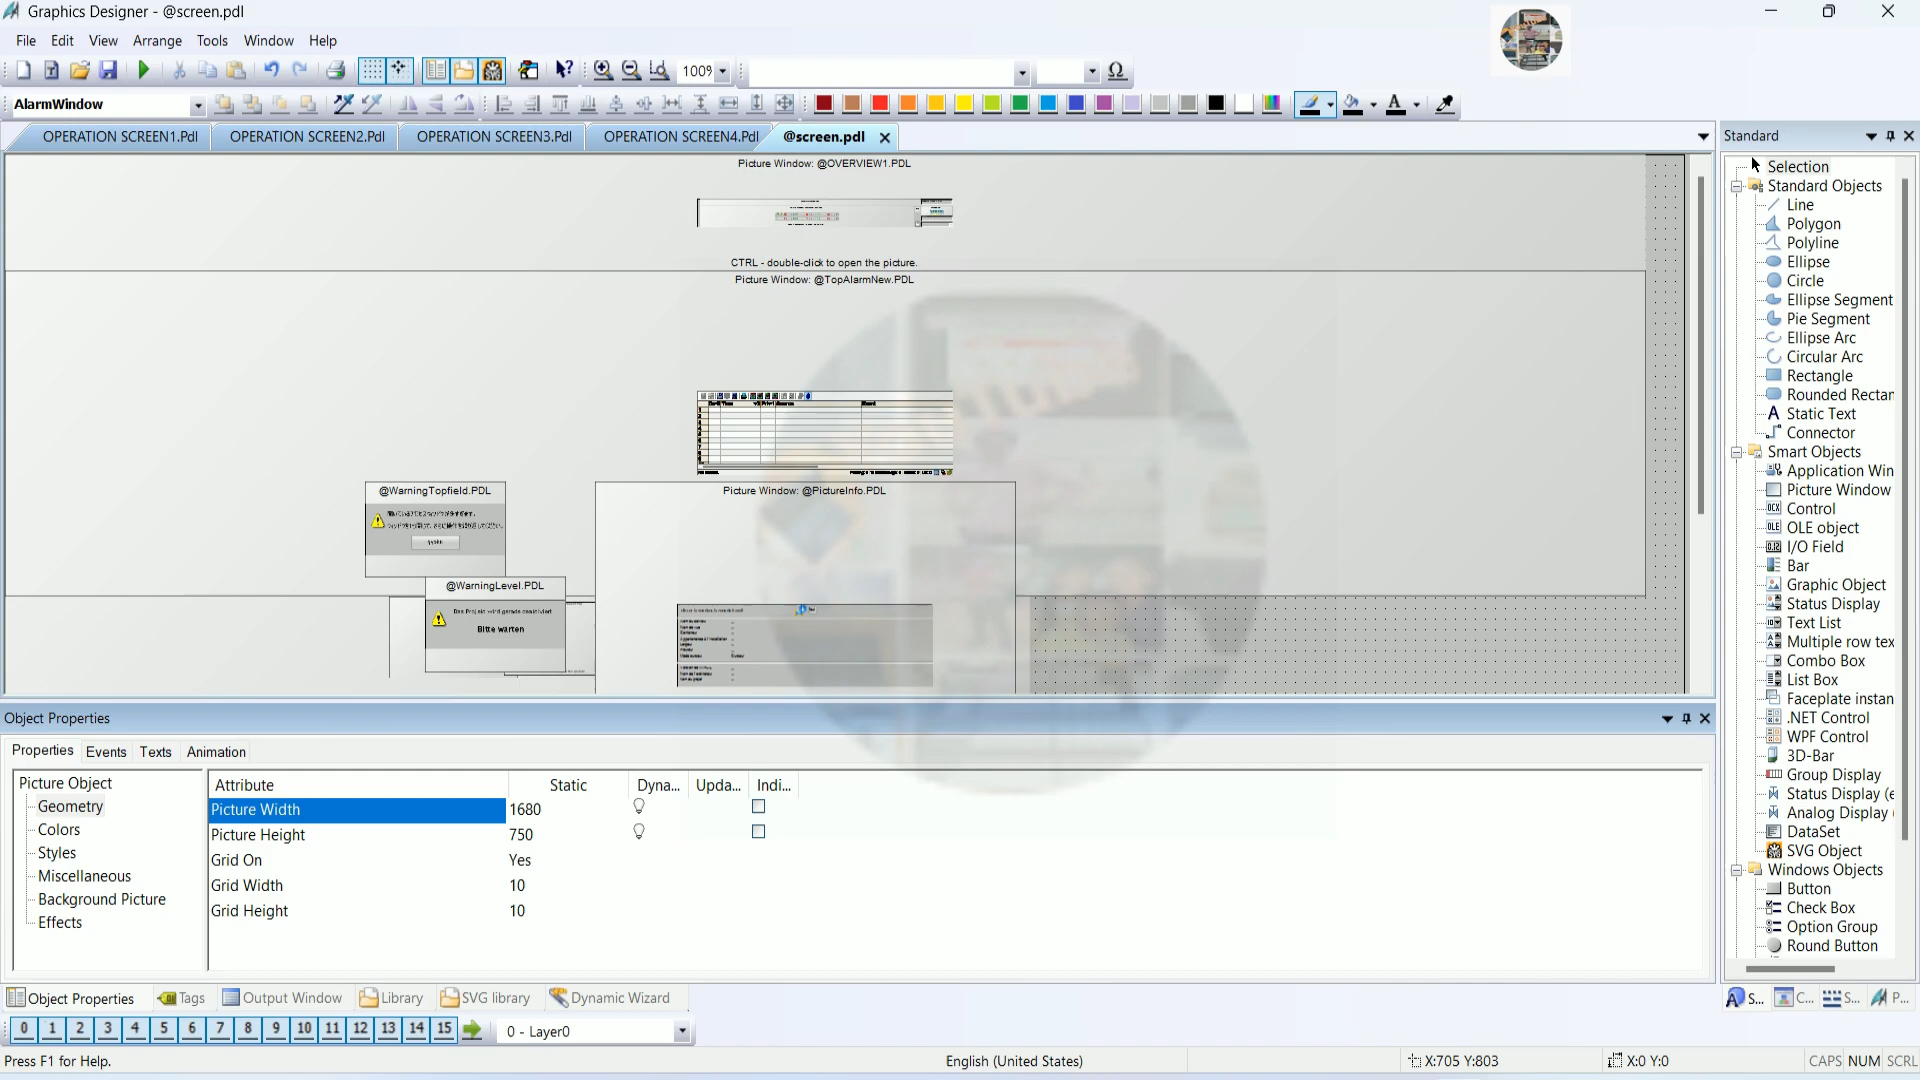 Graphics Designer - @screen.pdl
File Edit View Arrange Tools Window Help
100%
Ω
AlarmWindow
A
OPERATION SCREEN1.Pdl OPERATION SCREEN2.Pdl OPERATION SCREEN3.Pdl OPERATION SCREEN4.Pdl @screen.pdl
Standard
Picture Window: @OVERVIEW1.PDL
CTRL - double-click to open the picture.
Picture Window: @TopAlarmNew.PDL
@WarningTopfield.PDL
Picture Window: @PictureInfo.PDL
@WarningLevel.PDL
Das Projekt wird gerade deaktiviert
Bitte warten
Selection
Standard Objects
Line
Polygon
Polyline
Ellipse
Circle
Ellipse Segment
Pie Segment
Ellipse Arc
Circular Arc
Rectangle
Rounded Rectan
A Static Text
Connector
Smart Objects
Application Win
Picture Window
OCX Control
OLE OLE object
0.12 I/O Field
Bar
Graphic Object
Status Display
Text List
Multiple row tex
Combo Box
List Box
Faceplate instan
.NET Control
WPF Control
3D-Bar
Group Display
Status Display (e
Analog Display
DataSet
SVG Object
Windows Objects
Button
Check Box
Option Group
Round Button
A S... C... S... P...
Object Properties
Properties Events Texts Animation
Picture Object
Geometry
Colors
Styles
Miscellaneous
Background Picture
Effects
Attribute Static Dyna... Upda... Indi...
Picture Width 1680
Picture Height 750
Grid On Yes
Grid Width 10
Grid Height 10
Object Properties Tags Output Window Library SVG library Dynamic Wizard
0 1 2 3 4 5 6 7 8 9 10 11 12 13 14 15 0 - Layer0
Press F1 for Help. English (United States) X:705 Y:803 X:0 Y:0 CAPS NUM SCRL